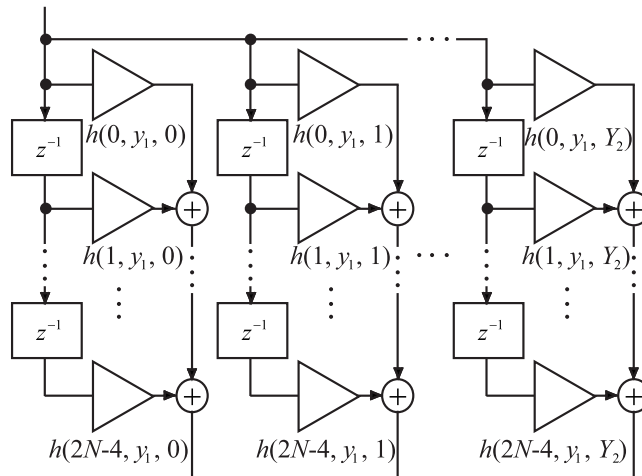 h(0, y₁, 0) h(0, y₁, 1) h(0, y₁, Y₂)
z⁻¹ z⁻¹ z⁻¹
+ + +
h(1, y₁, 0) h(1, y₁, 1) h(1, y₁, Y₂)
z⁻¹ z⁻¹ z⁻¹
+ + +
h(2N-4, y₁, 0) h(2N-4, y₁, 1) h(2N-4, y₁, Y₂)